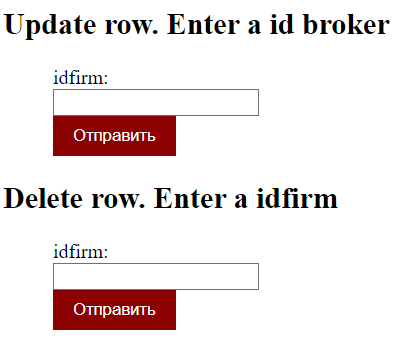 Update row. Enter a id broker
idfirm:
Отправить
Delete row. Enter a idfirm
idfirm:
Отправить